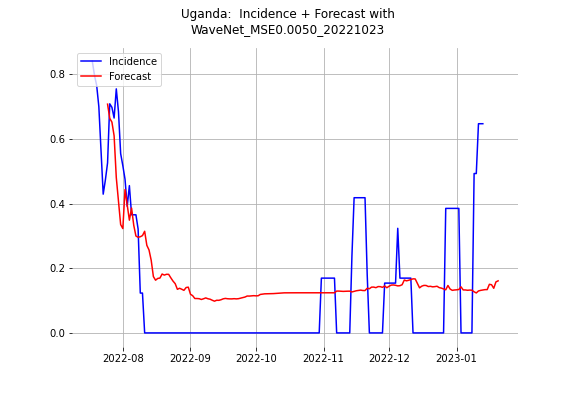 Uganda: Incidence + Forecast with
WaveNet_MSE0.0050_20221023
Incidence
Forecast
0.8
0.6
0.4
0.2
0.0
2022-08
2022-09
2022-10
2022-11
2022-12
2023-01